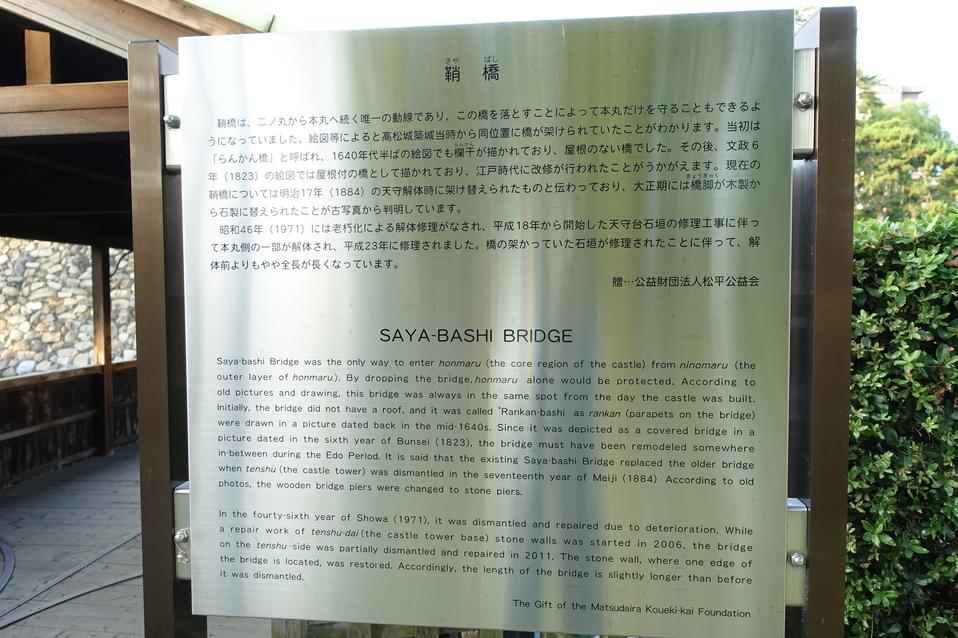 さや ばし
鞘 橋
鞘橋は、二ノ丸から本丸へ続く唯一の動線であり、この橋を落とすことによって本丸だけを守ることもできるよ
うになっていました。絵図等によると高松城築城当時から同位置に橋が架けられていたことがわかります。当初は
「らんかん橋」と呼ばれ、1640年代半ばの絵図でも欄干が描かれており、屋根のない橋でした。その後、文政6
年（1823）の絵図では屋根付の橋として描かれており、江戸時代に改修が行われたことがうかがえます。現在の
鞘橋については明治17年（1884）の天守解体時に架け替えられたものと伝わっており、大正期には橋脚が木製か
ら石製に替えられたことが古写真から判明しています。
昭和46年（1971）には老朽化による解体修理がなされ、平成18年から開始した天守台石垣の修理工事に伴っ
て本丸側の一部が解体され、平成23年に修理されました。橋の架かっていた石垣が修理されたことに伴って、解
体前よりもやや全長が長くなっています。
贈…公益財団法人松平公益会
SAYA-BASHI BRIDGE
Saya-bashi Bridge was the only way to enter honmaru (the core region of the castle) from ninomaru (the
outer layer of honmaru). By dropping the bridge, honmaru alone would be protected. According to
old pictures and drawing, this bridge was always in the same spot from the day the castle was built.
Initially, the bridge did not have a roof, and it was called "Rankan-bashi as rankan (parapets on the bridge)
were drawn in a picture dated back in the mid-1640s. Since it was depicted as a covered bridge in a
picture dated in the sixth year of Bunsei (1823), the bridge must have been remodeled somewhere
in-between during the Edo Period. It is said that the existing Saya-bashi Bridge replaced the older bridge
when tenshu (the castle tower) was dismantled in the seventeenth year of Meiji (1884) According to old
photos, the wooden bridge piers were changed to stone piers.
In the fourty-sixth year of Showa (1971), it was dismantled and repaired due to deterioration. While
a repair work of tenshu-dai (the castle tower base) stone walls was started in 2006, the bridge
on the tenshu-side was partially dismantled and repaired in 2011. The stone wall, where one edge of
the bridge is located, was restored. Accordingly, the length of the bridge is slightly longer than before
it was dismantled.
The Gift of the Matsudaira Koueki-kai Foundation